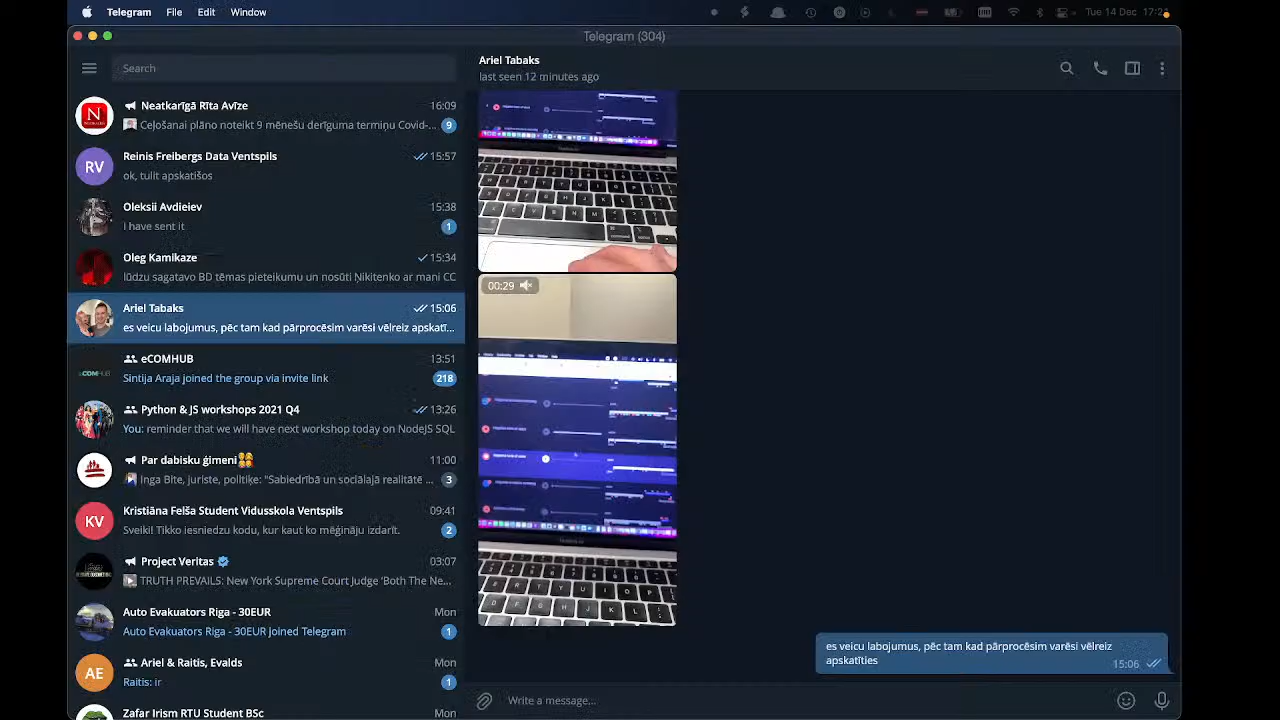 Telegram File Edit Window
Tue 14 Dec
Telegram (304)
Search
Neatkarīgā Rīta Avīze 16:09
Ceļošanai plāno noteikt 9 mēnešu derīguma termiņu Covid-... 9
RV
Reinis Freibergs Data Ventspils 15:57
ok, tulīt apskatīšos
Oleksii Avdieiev 15:38
I have sent it 1
Oleg Kamikaze 15:34
lūdzu sagatavo BD tēmas pieteikumu un nosūti Ņikitenko ar mani CC
Ariel Tabaks 15:06
es veicu labojumus, pēc tam kad pārprocēsim varēsi vēlreiz apskatī...
eCOMHUB 13:51
Sintija Araja joined the group via invite link 218
Python & JS workshops 2021 Q4 13:26
You: reminder that we will have next workshop today on NodeJS SQL
Par dabisku ģimeni 11:00
Inga Bite, juriste, politiķe: "Sabiedrībā un sociālajā realitātē ... 3
KV
Kristiāna Elša Student Vidusskola Ventspils 09:41
Sveiki! Tikko iesniedzu kodu, kur kaut ko mēģināju izdarīt. 2
Project Veritas 03:07
TRUTH PREVAILS: New York Supreme Court Judge 'Both The Ne...
Auto Evakuators Riga - 30EUR Mon
Auto Evakuators Riga - 30EUR Joined Telegram 1
AE
Ariel & Raitis, Evalds Mon
Raitis: ir 1
Zafar Irism RTU Student BSc Mon
Ariel Tabaks
last seen 12 minutes ago
00:29
es veicu labojumus, pēc tam kad pārprocēsim varēsi vēlreiz
apskatīties
15:06
Write a message...